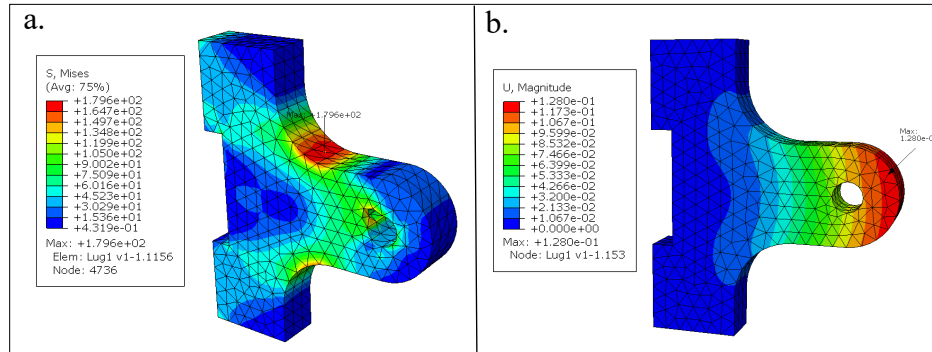 a.
S, Mises
(Avg: 75%)
+1.796e+02
+1.647e+02
+1.497e+02
+1.348e+02
+1.199e+02
+1.050e+02
+9.002e+01
+7.509e+01
+6.016e+01
+4.523e+01
+3.029e+01
+1.536e+01
+4.319e-01
Max: +1.796e+02
Elem: Lug1 v1-1.1156
Node: 4736
Max: +1.796e+02
b.
U, Magnitude
+1.280e-01
+1.173e-01
+1.067e-01
+9.599e-02
+8.532e-02
+7.466e-02
+6.399e-02
+5.333e-02
+4.266e-02
+3.200e-02
+2.133e-02
+1.067e-02
+0.000e+00
Max: +1.280e-01
Node: Lug1 v1-1.153
Max: